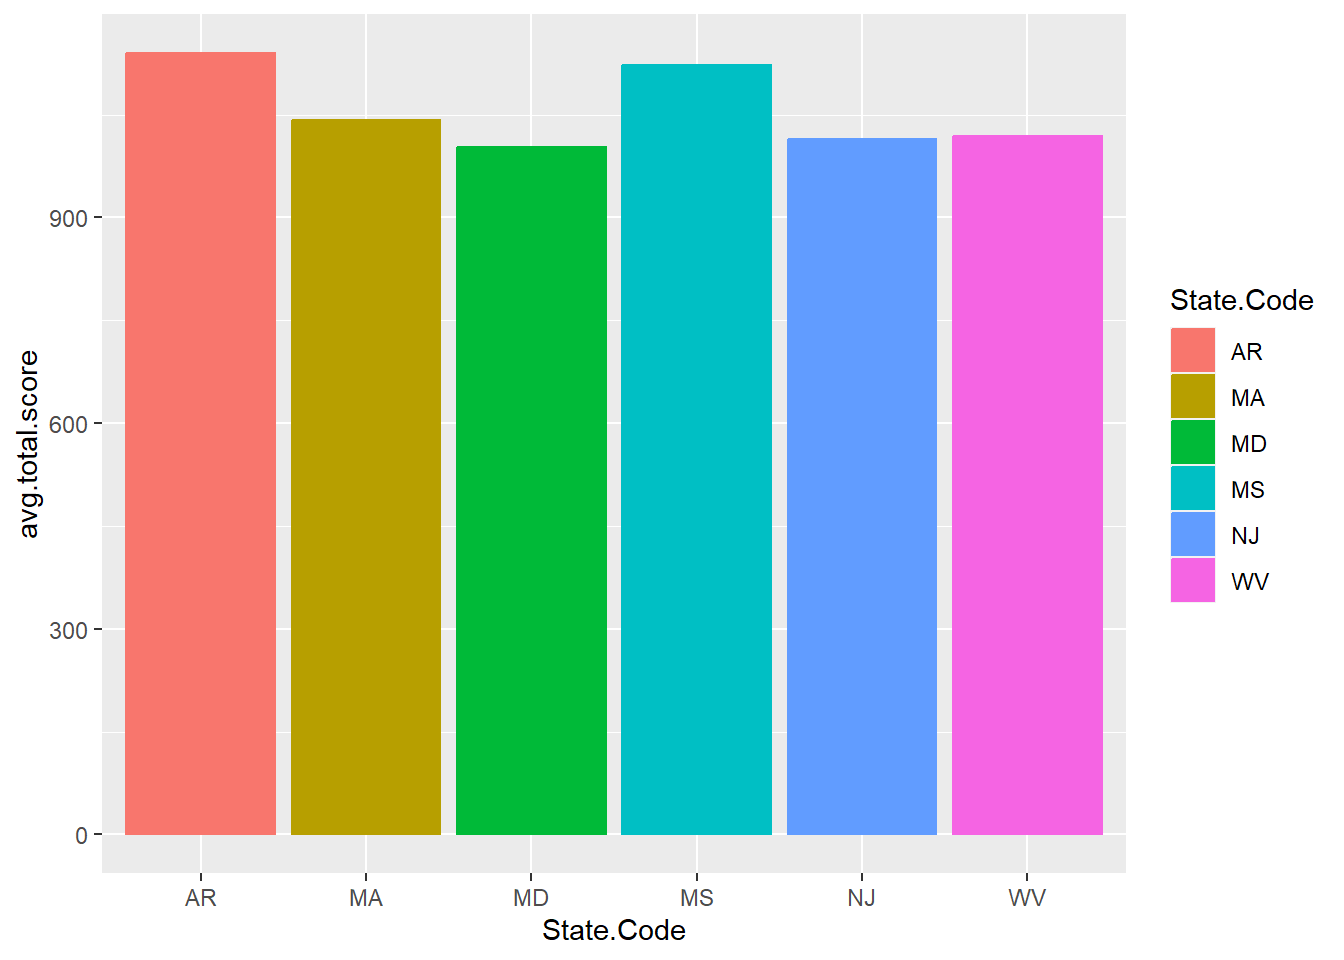 avg.total.score
900
600
300
0
AR MA MD MS NJ WV
State.Code
State.Code
AR
MA
MD
MS
NJ
WV